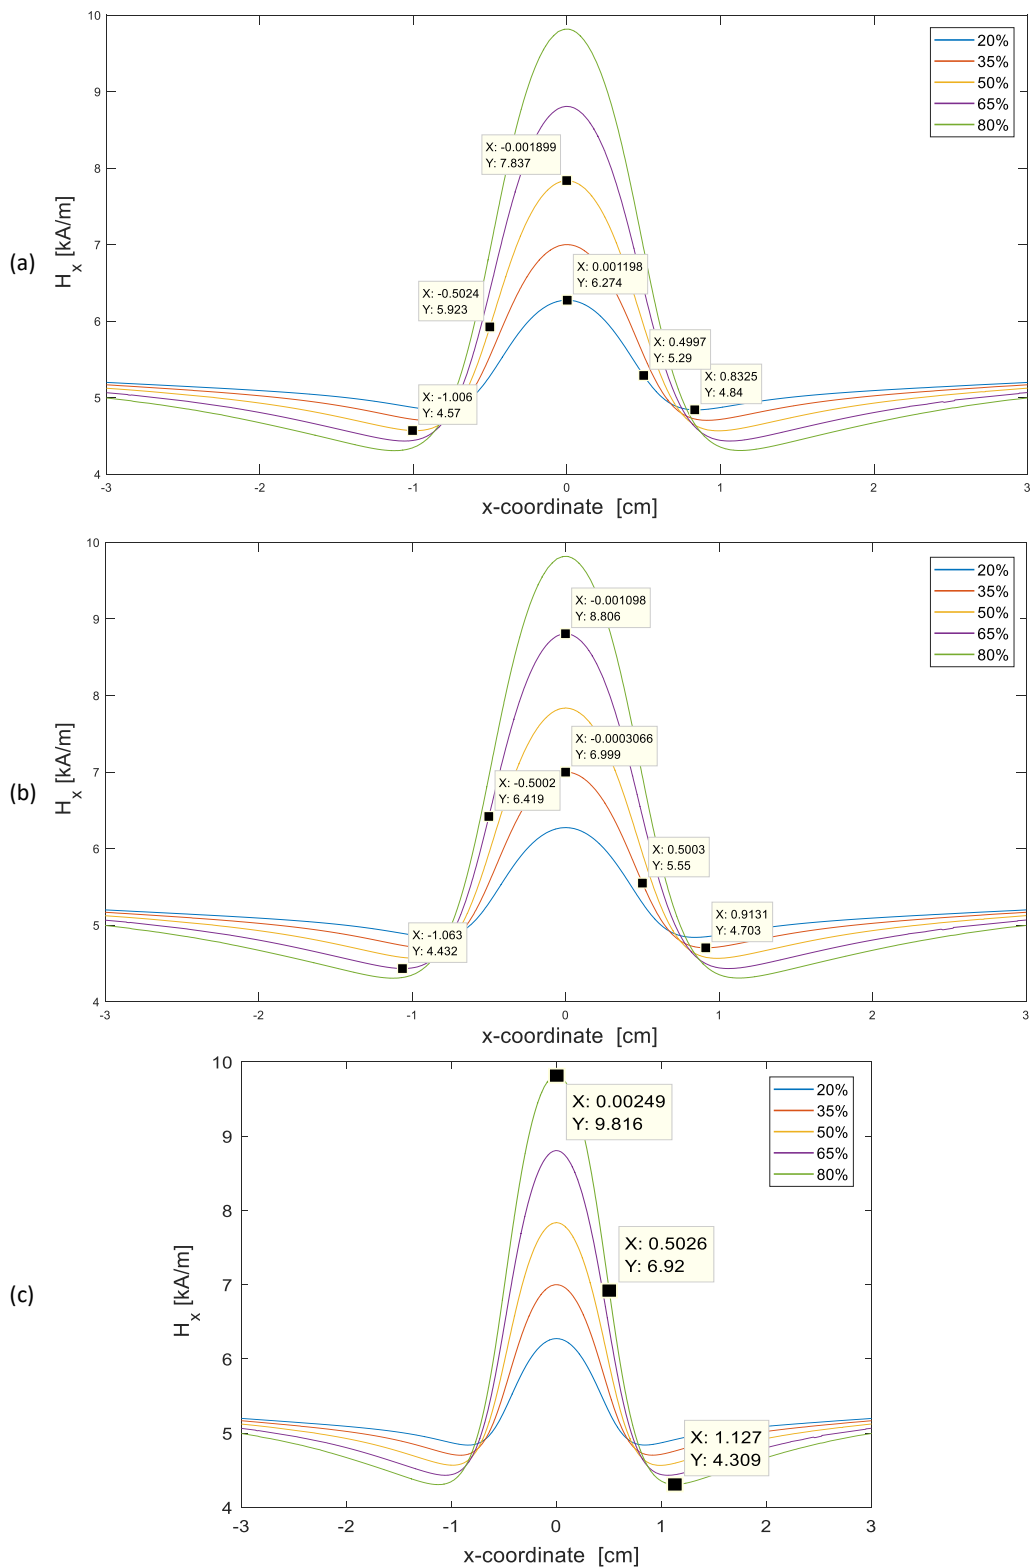 (a)
H_x [kA/m]
10
9
8
7
6
5
4
-3
-2
-1
0
1
2
3
x-coordinate [cm]
20%
35%
50%
65%
80%
X: -0.001899
Y: 7.837
X: 0.001198
Y: 6.274
X: -0.5024
Y: 5.923
X: 0.4997
Y: 5.29
X: 0.8325
Y: 4.84
X: -1.006
Y: 4.57
(b)
H_x [kA/m]
10
9
8
7
6
5
4
-3
-2
-1
0
1
2
3
x-coordinate [cm]
20%
35%
50%
65%
80%
X: -0.001098
Y: 8.806
X: -0.0003066
Y: 6.999
X: -0.5002
Y: 6.419
X: 0.5003
Y: 5.55
X: 0.9131
Y: 4.703
X: -1.063
Y: 4.432
(c)
H_x [kA/m]
10
9
8
7
6
5
4
-3
-2
-1
0
1
2
3
x-coordinate [cm]
20%
35%
50%
65%
80%
X: 0.00249
Y: 9.816
X: 0.5026
Y: 6.92
X: 1.127
Y: 4.309